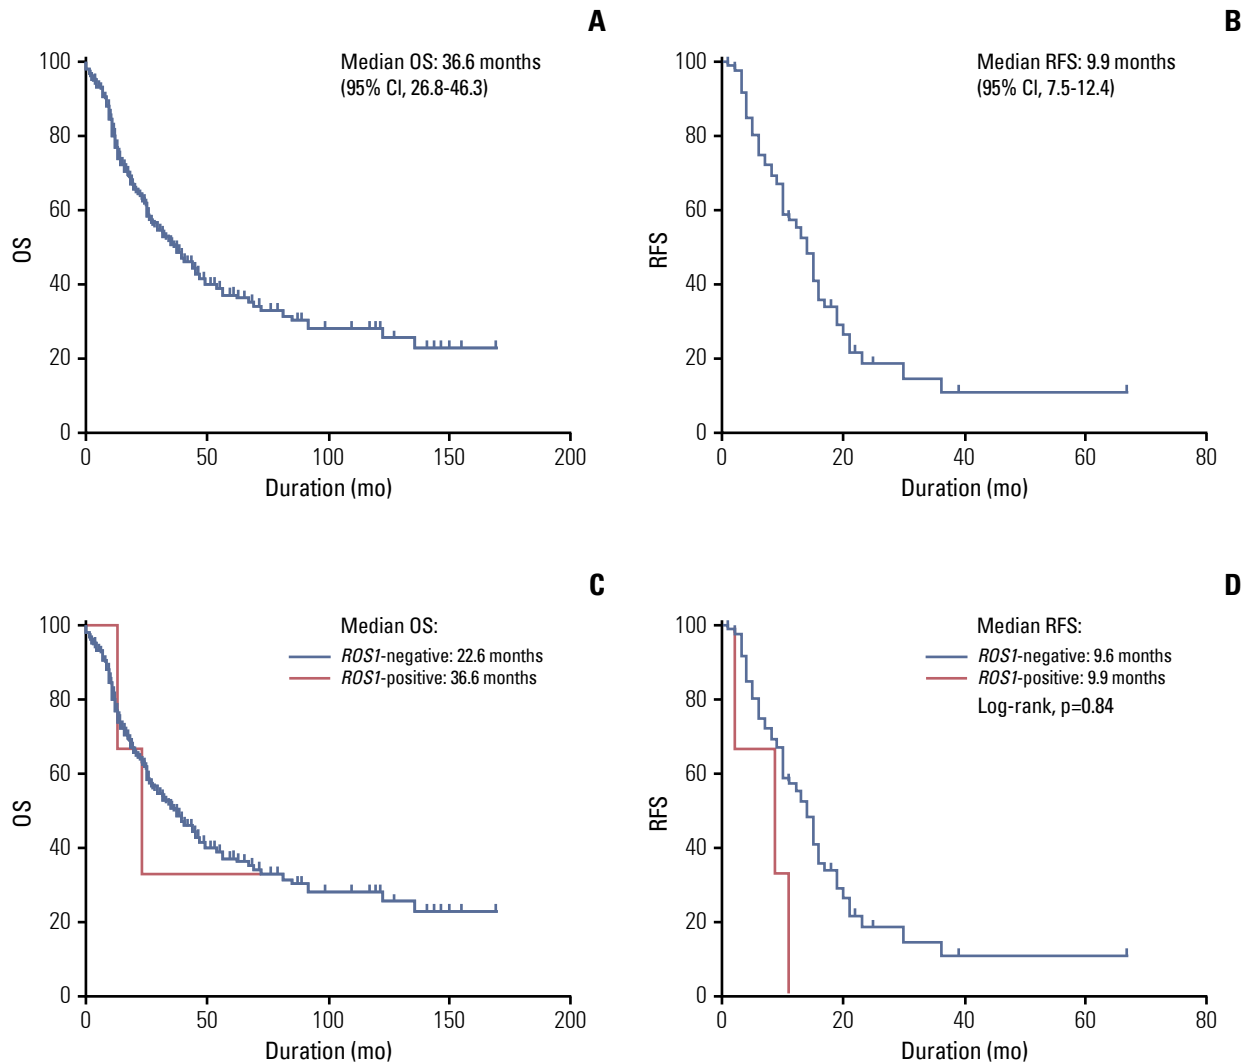 A
Median OS: 36.6 months
(95% CI, 26.8-46.3)
100
80
60
40
20
0
OS
0 50 100 150 200
Duration (mo)
B
Median RFS: 9.9 months
(95% CI, 7.5-12.4)
100
80
60
40
20
0
RFS
0 20 40 60 80
Duration (mo)
C
Median OS:
ROS1-negative: 22.6 months
ROS1-positive: 36.6 months
100
80
60
40
20
0
OS
0 50 100 150 200
Duration (mo)
D
Median RFS:
ROS1-negative: 9.6 months
ROS1-positive: 9.9 months
Log-rank, p=0.84
100
80
60
40
20
0
RFS
0 20 40 60 80
Duration (mo)